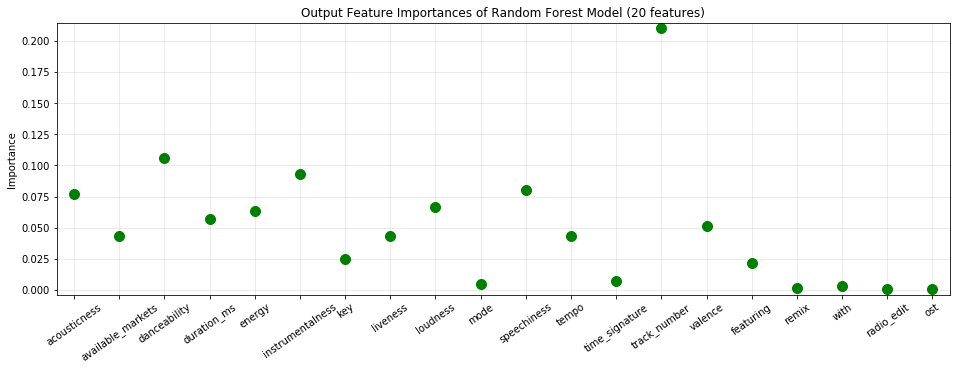 Output Feature Importances of Random Forest Model (20 features)
Importance
0.200
0.175
0.150
0.125
0.100
0.075
0.050
0.025
0.000
acousticness
available_markets
danceability
duration_ms
energy
instrumentalness
key
liveness
loudness
mode
speechiness
tempo
time_signature
track_number
valence
featuring
remix
with
radio_edit
ost